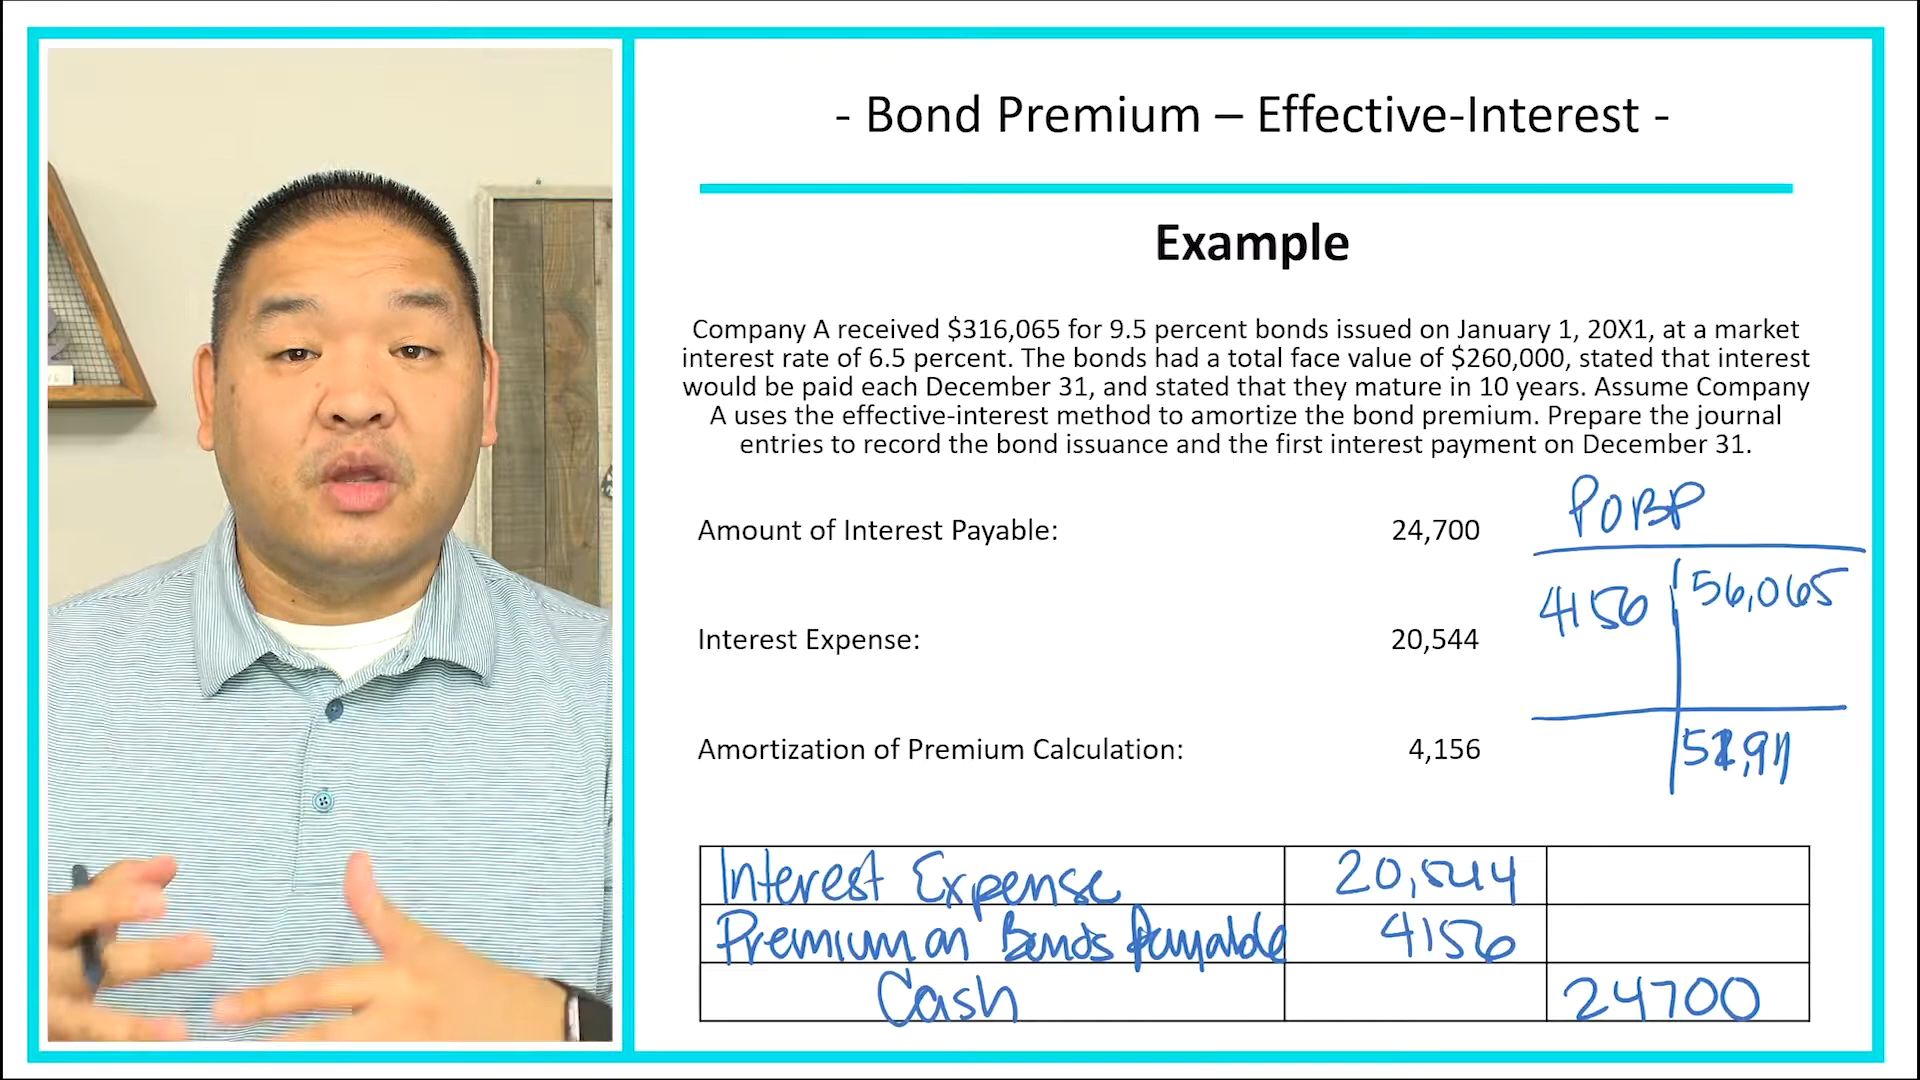 - Bond Premium – Effective-Interest -
Example
Company A received $316,065 for 9.5 percent bonds issued on January 1, 20X1, at a market
interest rate of 6.5 percent. The bonds had a total face value of $260,000, stated that interest
would be paid each December 31, and stated that they mature in 10 years. Assume Company
A uses the effective-interest method to amortize the bond premium. Prepare the journal
entries to record the bond issuance and the first interest payment on December 31.
POBP
Amount of Interest Payable: 24,700
4156 56,065
Interest Expense: 20,544
Amortization of Premium Calculation: 4,156
Interest Expense 20,544
Premium on Bonds Payable 4156
Cash 24700